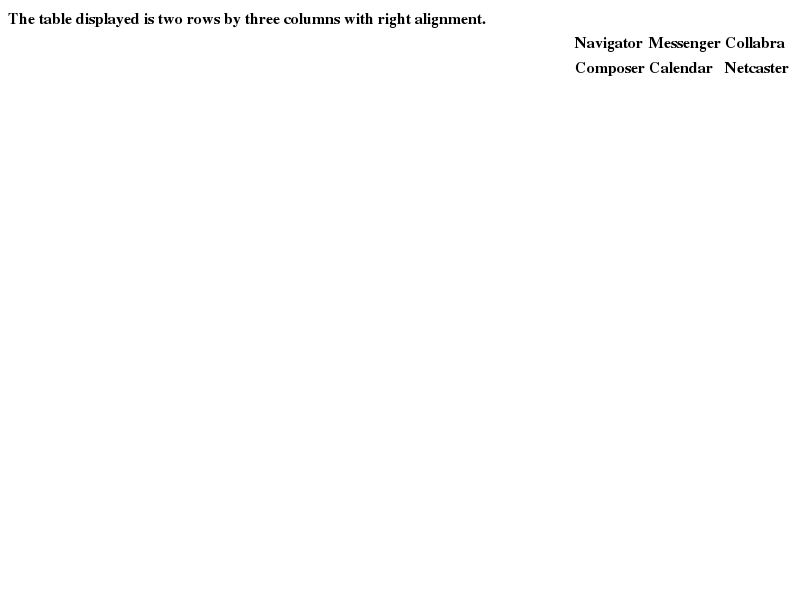 The table displayed is two rows by three columns with right alignment.
Navigator Messenger Collabra
Composer Calendar Netcaster